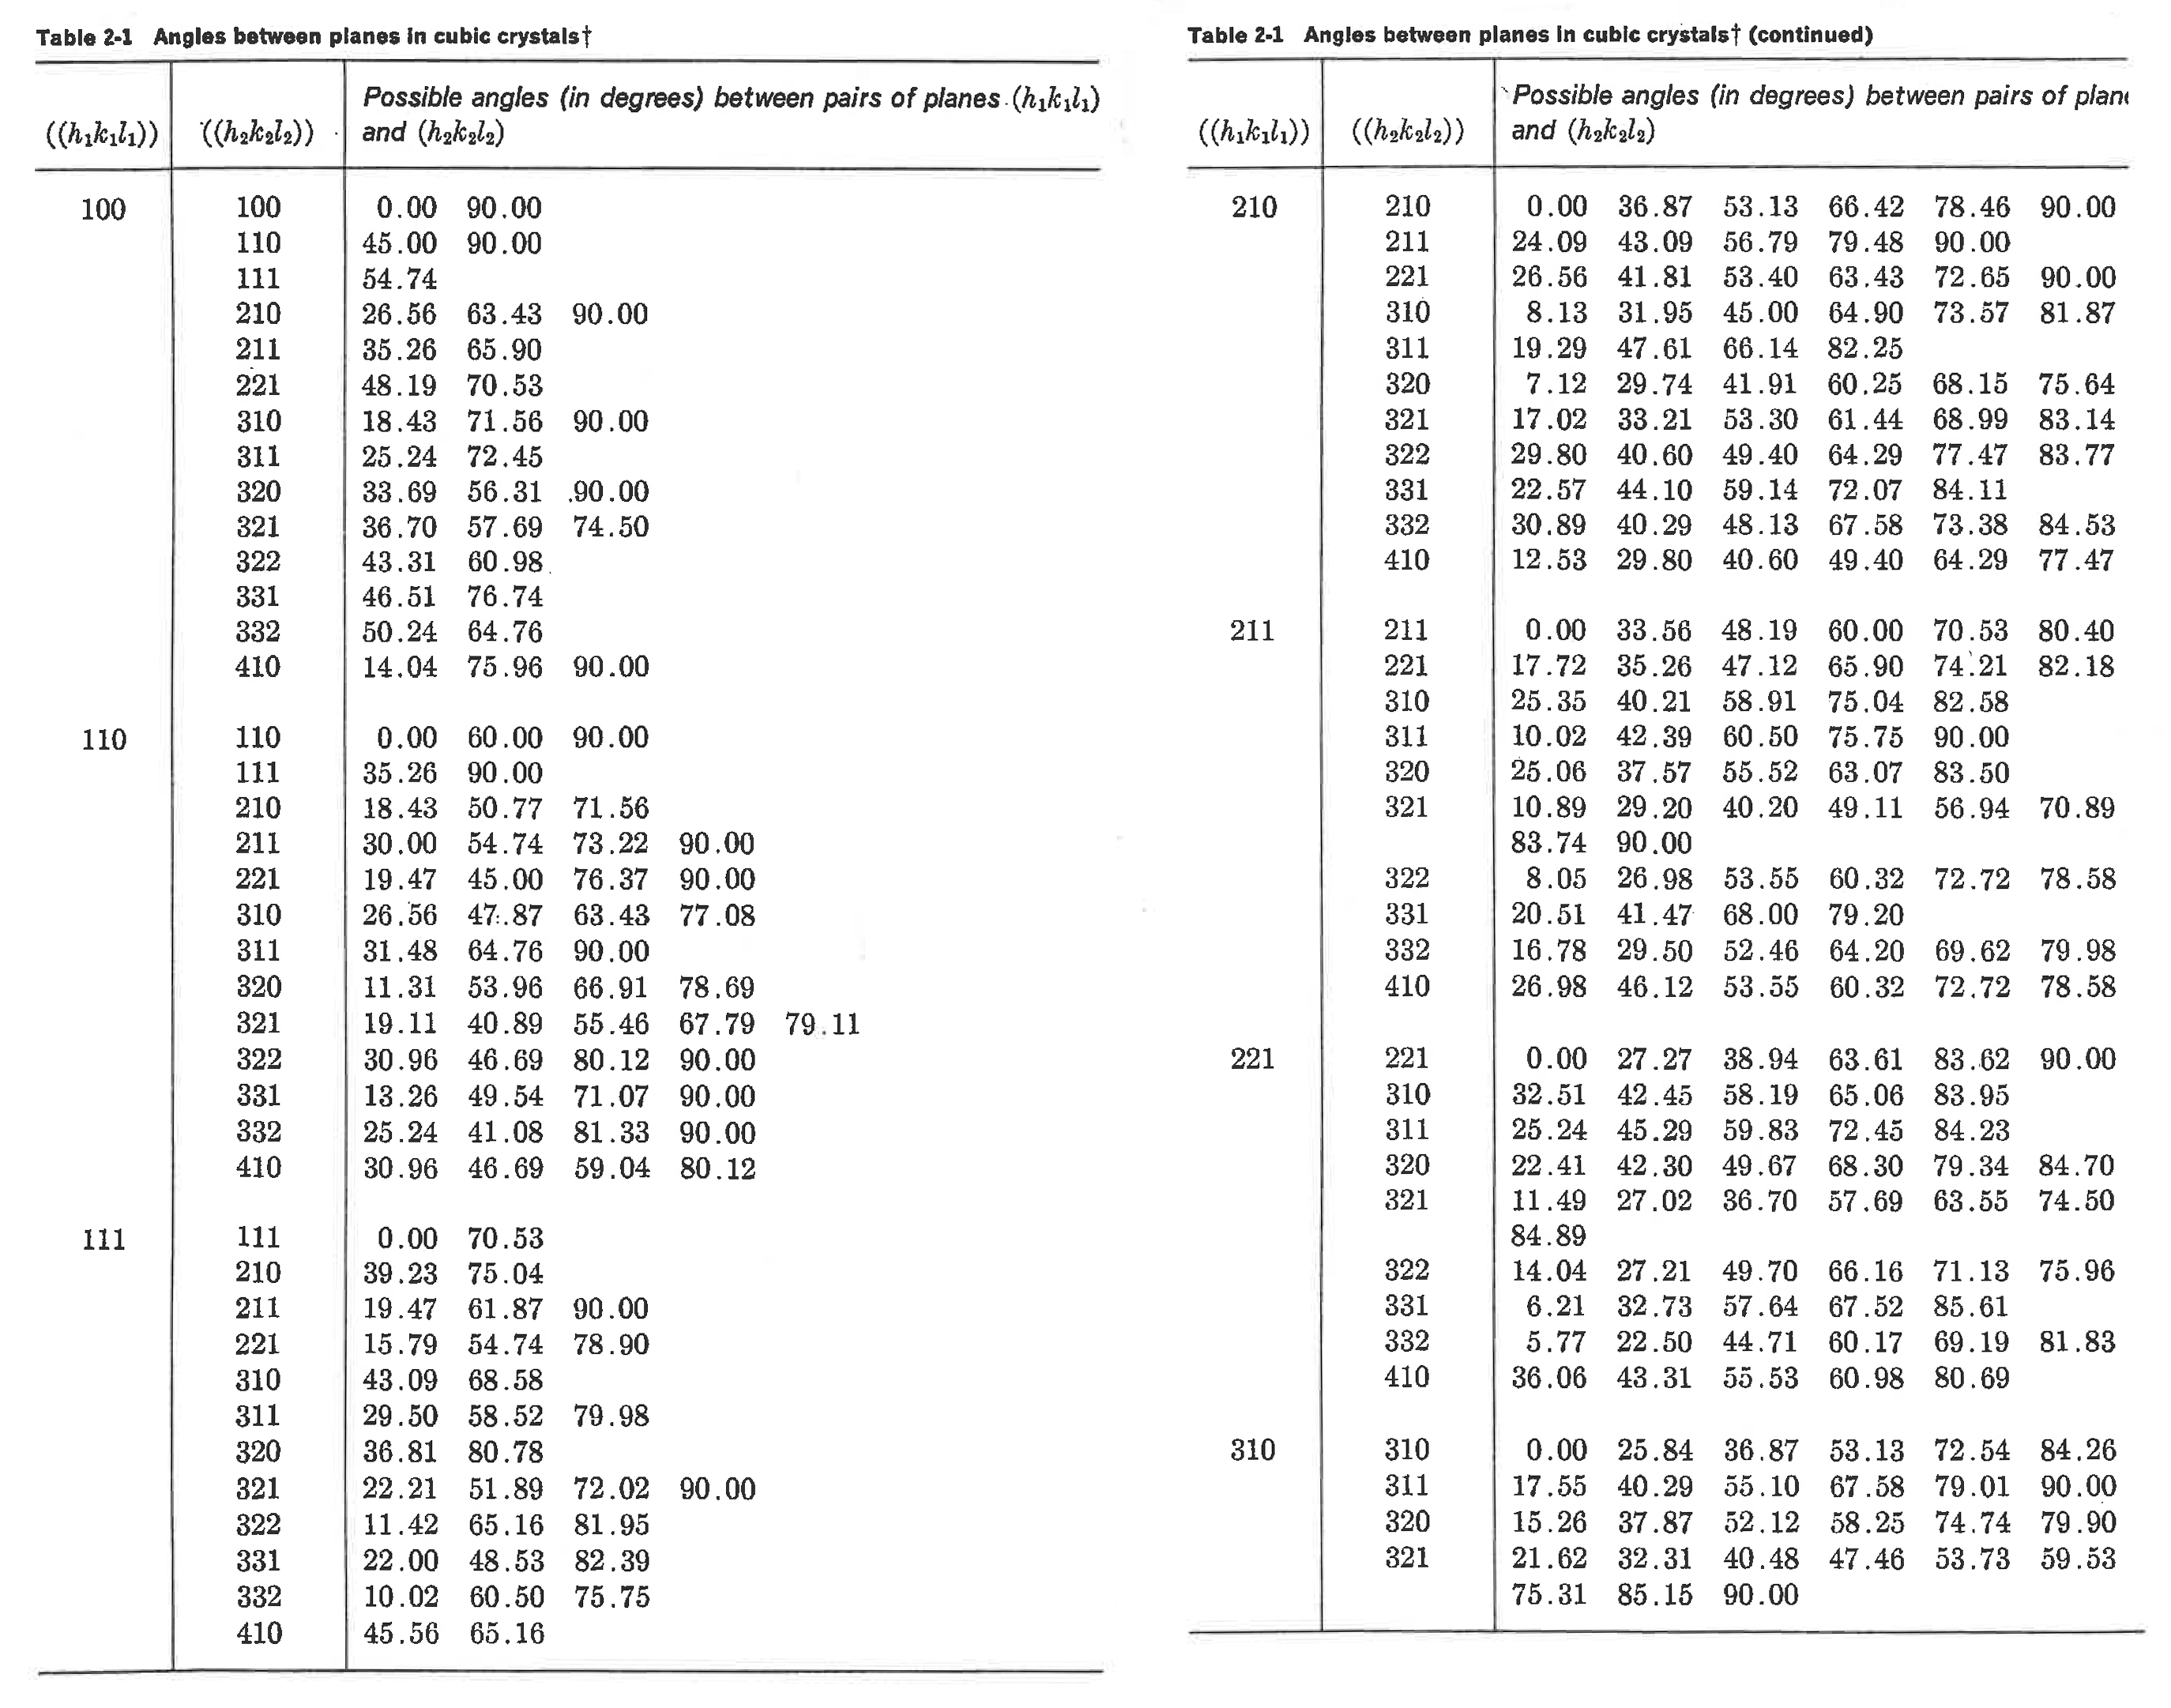 Table 2-1 Angles between planes in cubic crystals†
((h₁k₁l₁)) ((h₂k₂l₂)) Possible angles (in degrees) between pairs of planes (h₁k₁l₁)
and (h₂k₂l₂)
100 100 0.00 90.00
110 45.00 90.00
111 54.74
210 26.56 63.43 90.00
211 35.26 65.90
221 48.19 70.53
310 18.43 71.56 90.00
311 25.24 72.45
320 33.69 56.31 90.00
321 36.70 57.69 74.50
322 43.31 60.98
331 46.51 76.74
332 50.24 64.76
410 14.04 75.96 90.00
110 110 0.00 60.00 90.00
111 35.26 90.00
210 18.43 50.77 71.56
211 30.00 54.74 73.22 90.00
221 19.47 45.00 76.37 90.00
310 26.56 47.87 63.43 77.08
311 31.48 64.76 90.00
320 11.31 53.96 66.91 78.69
321 19.11 40.89 55.46 67.79 79.11
322 30.96 46.69 80.12 90.00
331 13.26 49.54 71.07 90.00
332 25.24 41.08 81.33 90.00
410 30.96 46.69 59.04 80.12
111 111 0.00 70.53
210 39.23 75.04
211 19.47 61.87 90.00
221 15.79 54.74 78.90
310 43.09 68.58
311 29.50 58.52 79.98
320 36.81 80.78
321 22.21 51.89 72.02 90.00
322 11.42 65.16 81.95
331 22.00 48.53 82.39
332 10.02 60.50 75.75
410 45.56 65.16
Table 2-1 Angles between planes in cubic crystals† (continued)
((h₁k₁l₁)) ((h₂k₂l₂)) Possible angles (in degrees) between pairs of plan
and (h₂k₂l₂)
210 210 0.00 36.87 53.13 66.42 78.46 90.00
211 24.09 43.09 56.79 79.48 90.00
221 26.56 41.81 53.40 63.43 72.65 90.00
310 8.13 31.95 45.00 64.90 73.57 81.87
311 19.29 47.61 66.14 82.25
320 7.12 29.74 41.91 60.25 68.15 75.64
321 17.02 33.21 53.30 61.44 68.99 83.14
322 29.80 40.60 49.40 64.29 77.47 83.77
331 22.57 44.10 59.14 72.07 84.11
332 30.89 40.29 48.13 67.58 73.38 84.53
410 12.53 29.80 40.60 49.40 64.29 77.47
211 211 0.00 33.56 48.19 60.00 70.53 80.40
221 17.72 35.26 47.12 65.90 74.21 82.18
310 25.35 40.21 58.91 75.04 82.58
311 10.02 42.39 60.50 75.75 90.00
320 25.06 37.57 55.52 63.07 83.50
321 10.89 29.20 40.20 49.11 56.94 70.89
83.74 90.00
322 8.05 26.98 53.55 60.32 72.72 78.58
331 20.51 41.47 68.00 79.20
332 16.78 29.50 52.46 64.20 69.62 79.98
410 26.98 46.12 53.55 60.32 72.72 78.58
221 221 0.00 27.27 38.94 63.61 83.62 90.00
310 32.51 42.45 58.19 65.06 83.95
311 25.24 45.29 59.83 72.45 84.23
320 22.41 42.30 49.67 68.30 79.34 84.70
321 11.49 27.02 36.70 57.69 63.55 74.50
84.89
322 14.04 27.21 49.70 66.16 71.13 75.96
331 6.21 32.73 57.64 67.52 85.61
332 5.77 22.50 44.71 60.17 69.19 81.83
410 36.06 43.31 55.53 60.98 80.69
310 310 0.00 25.84 36.87 53.13 72.54 84.26
311 17.55 40.29 55.10 67.58 79.01 90.00
320 15.26 37.87 52.12 58.25 74.74 79.90
321 21.62 32.31 40.48 47.46 53.73 59.53
75.31 85.15 90.00